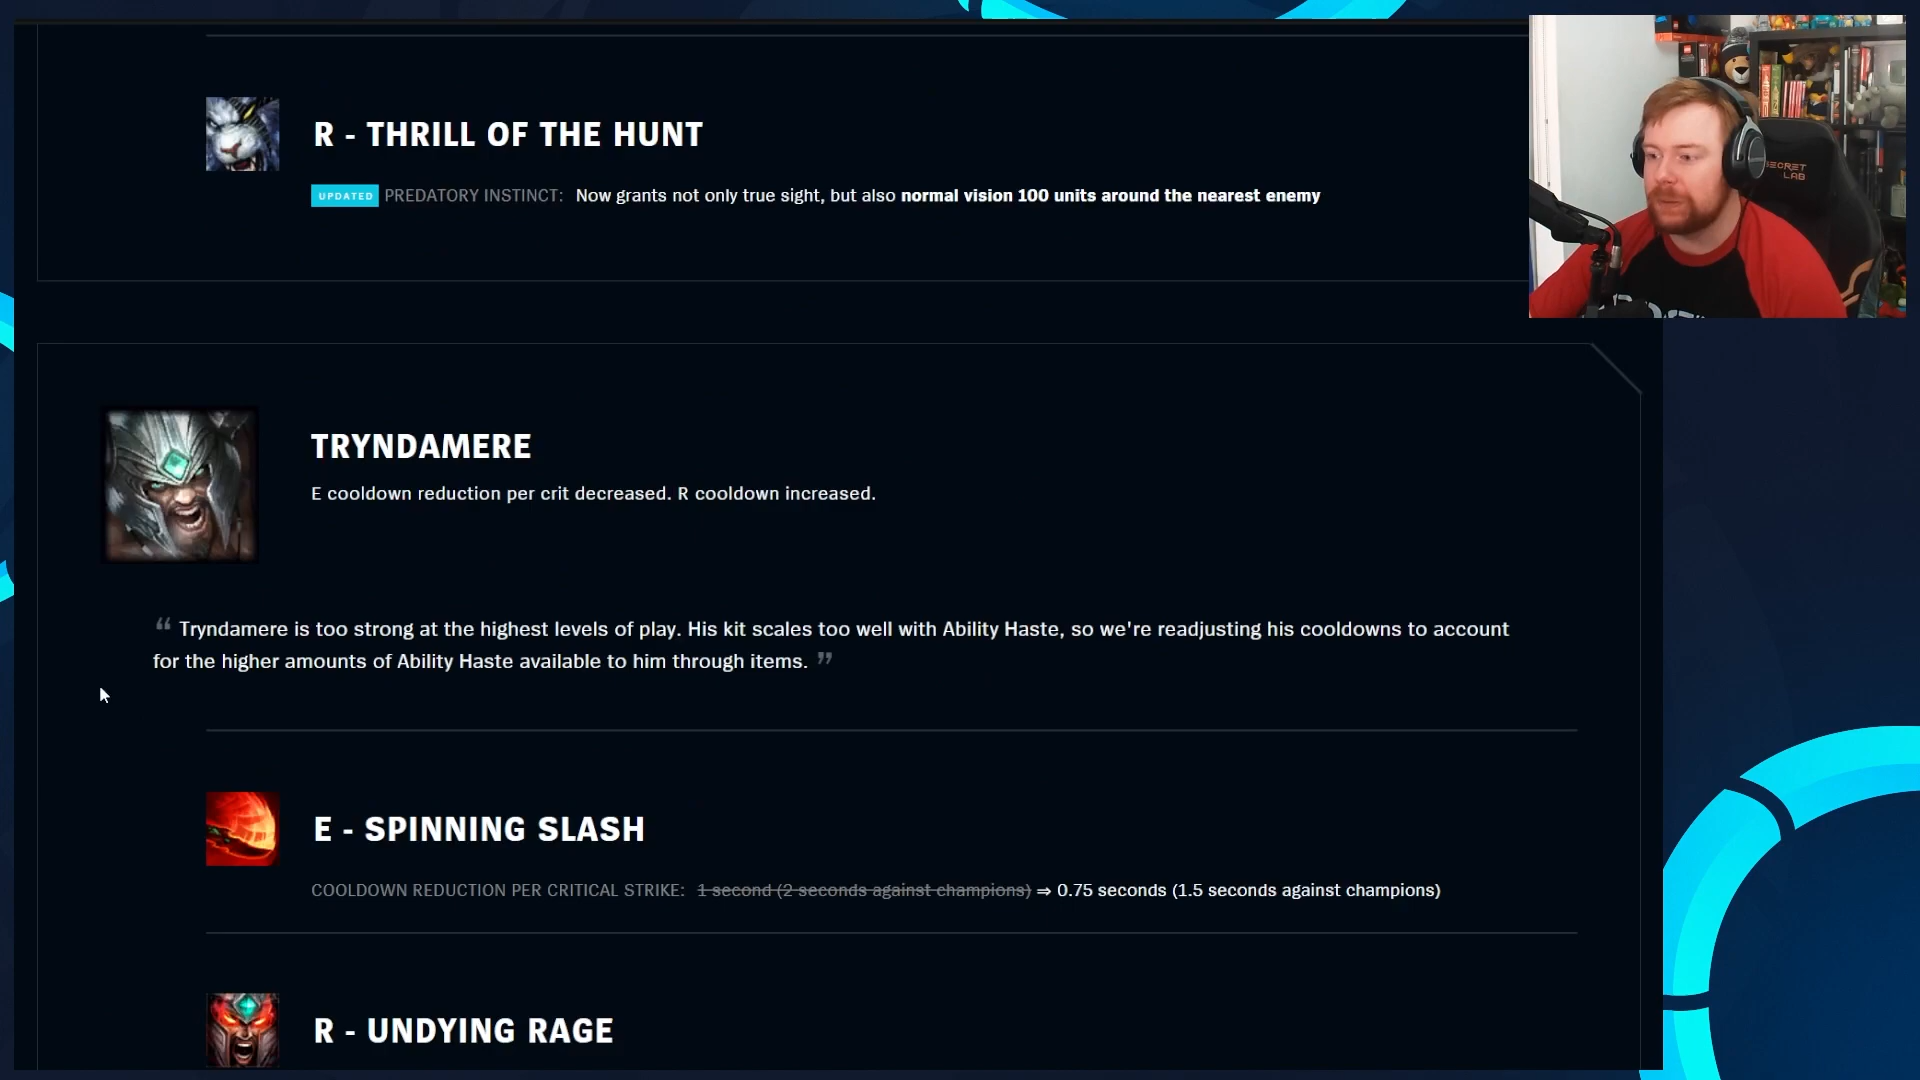 R - THRILL OF THE HUNT
UPDATED PREDATORY INSTINCT: Now grants not only true sight, but also normal vision 100 units around the nearest enemy
SECRET
LAB
TRYNDAMERE
E cooldown reduction per crit decreased. R cooldown increased.
“ Tryndamere is too strong at the highest levels of play. His kit scales too well with Ability Haste, so we're readjusting his cooldowns to account
for the higher amounts of Ability Haste available to him through items. ”
E - SPINNING SLASH
COOLDOWN REDUCTION PER CRITICAL STRIKE: 1 second (2 seconds against champions) ⇒ 0.75 seconds (1.5 seconds against champions)
R - UNDYING RAGE